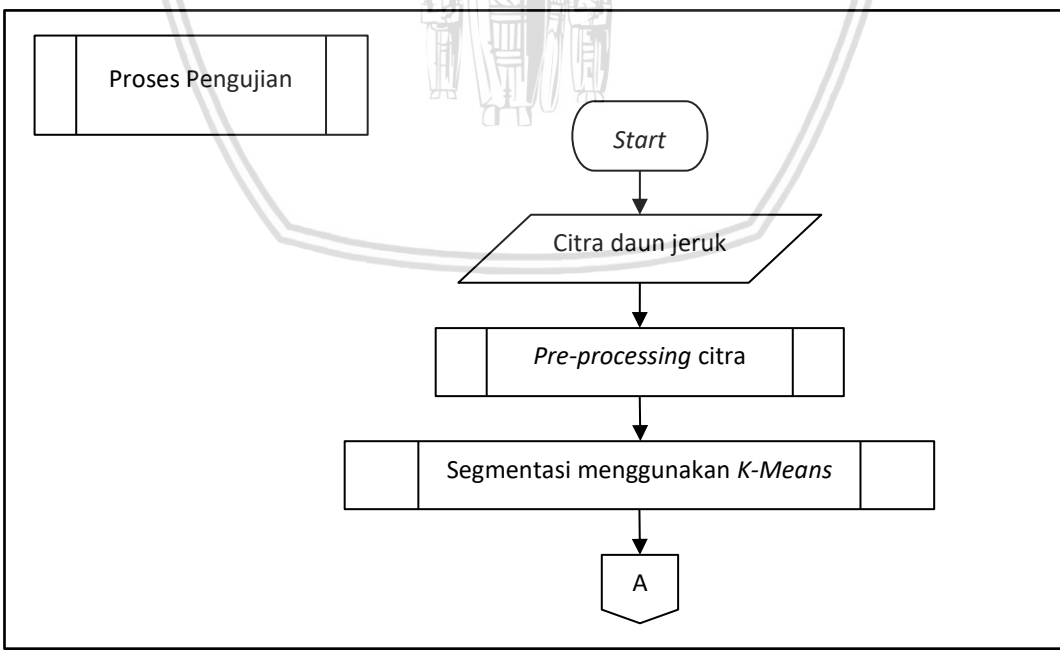 Proses Pengujian
Start
Citra daun jeruk
Pre-processing citra
Segmentasi menggunakan K-Means
A